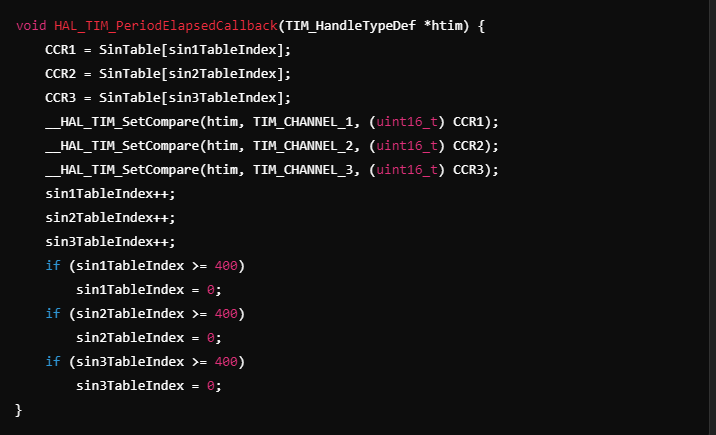 void HAL_TIM_PeriodElapsedCallback(TIM_HandleTypeDef *htim) {
    CCR1 = SinTable[sin1TableIndex];
    CCR2 = SinTable[sin2TableIndex];
    CCR3 = SinTable[sin3TableIndex];
    __HAL_TIM_SetCompare(htim, TIM_CHANNEL_1, (uint16_t) CCR1);
    __HAL_TIM_SetCompare(htim, TIM_CHANNEL_2, (uint16_t) CCR2);
    __HAL_TIM_SetCompare(htim, TIM_CHANNEL_3, (uint16_t) CCR3);
    sin1TableIndex++;
    sin2TableIndex++;
    sin3TableIndex++;
    if (sin1TableIndex >= 400)
        sin1TableIndex = 0;
    if (sin2TableIndex >= 400)
        sin2TableIndex = 0;
    if (sin3TableIndex >= 400)
        sin3TableIndex = 0;
}